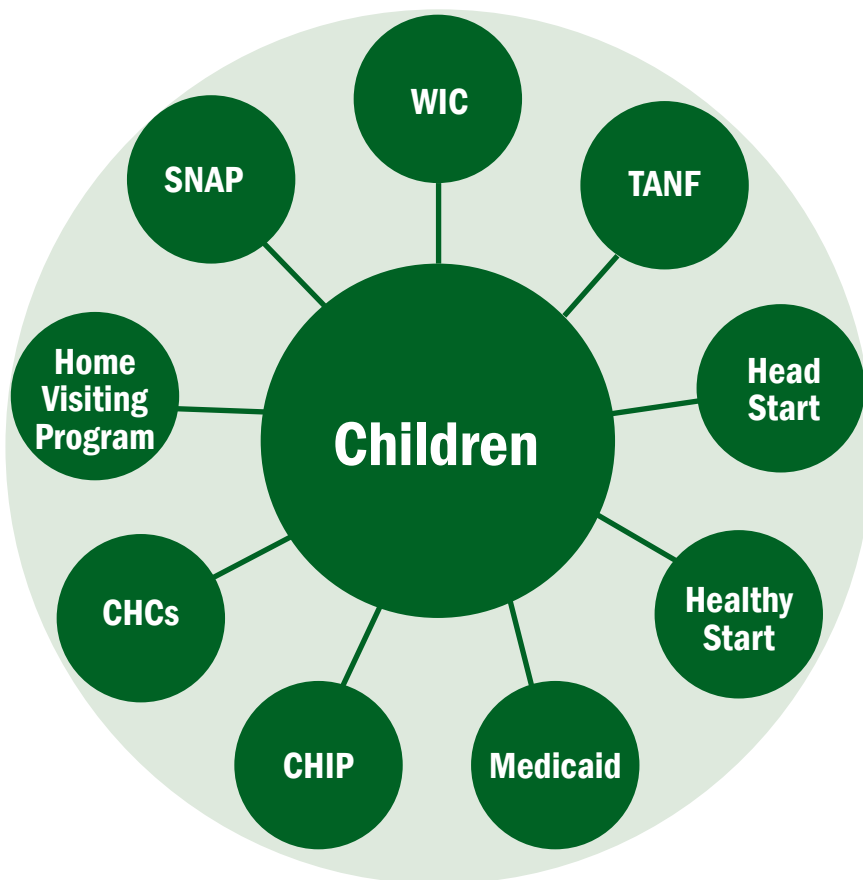 WIC
SNAP
TANF
Home
Visiting
Program
Head
Start
Children
CHCs
Healthy
Start
CHIP
Medicaid